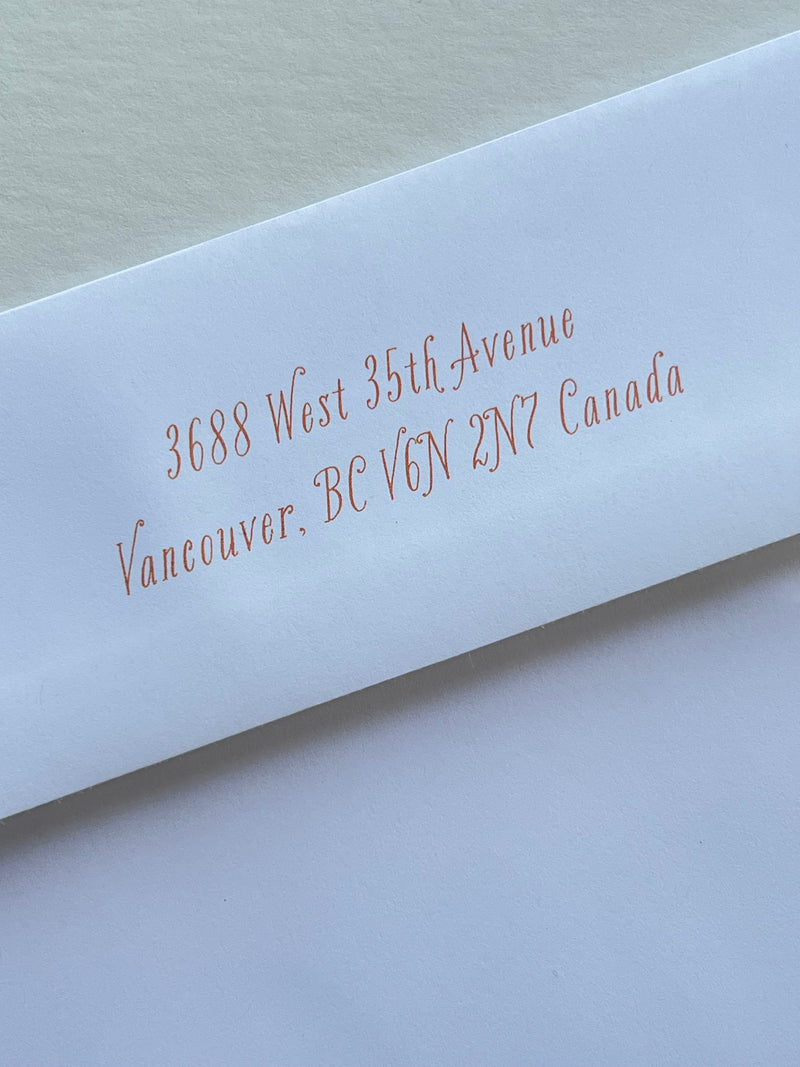 3688 West 35th Avenue
Vancouver, BC V6N 2N7 Canada